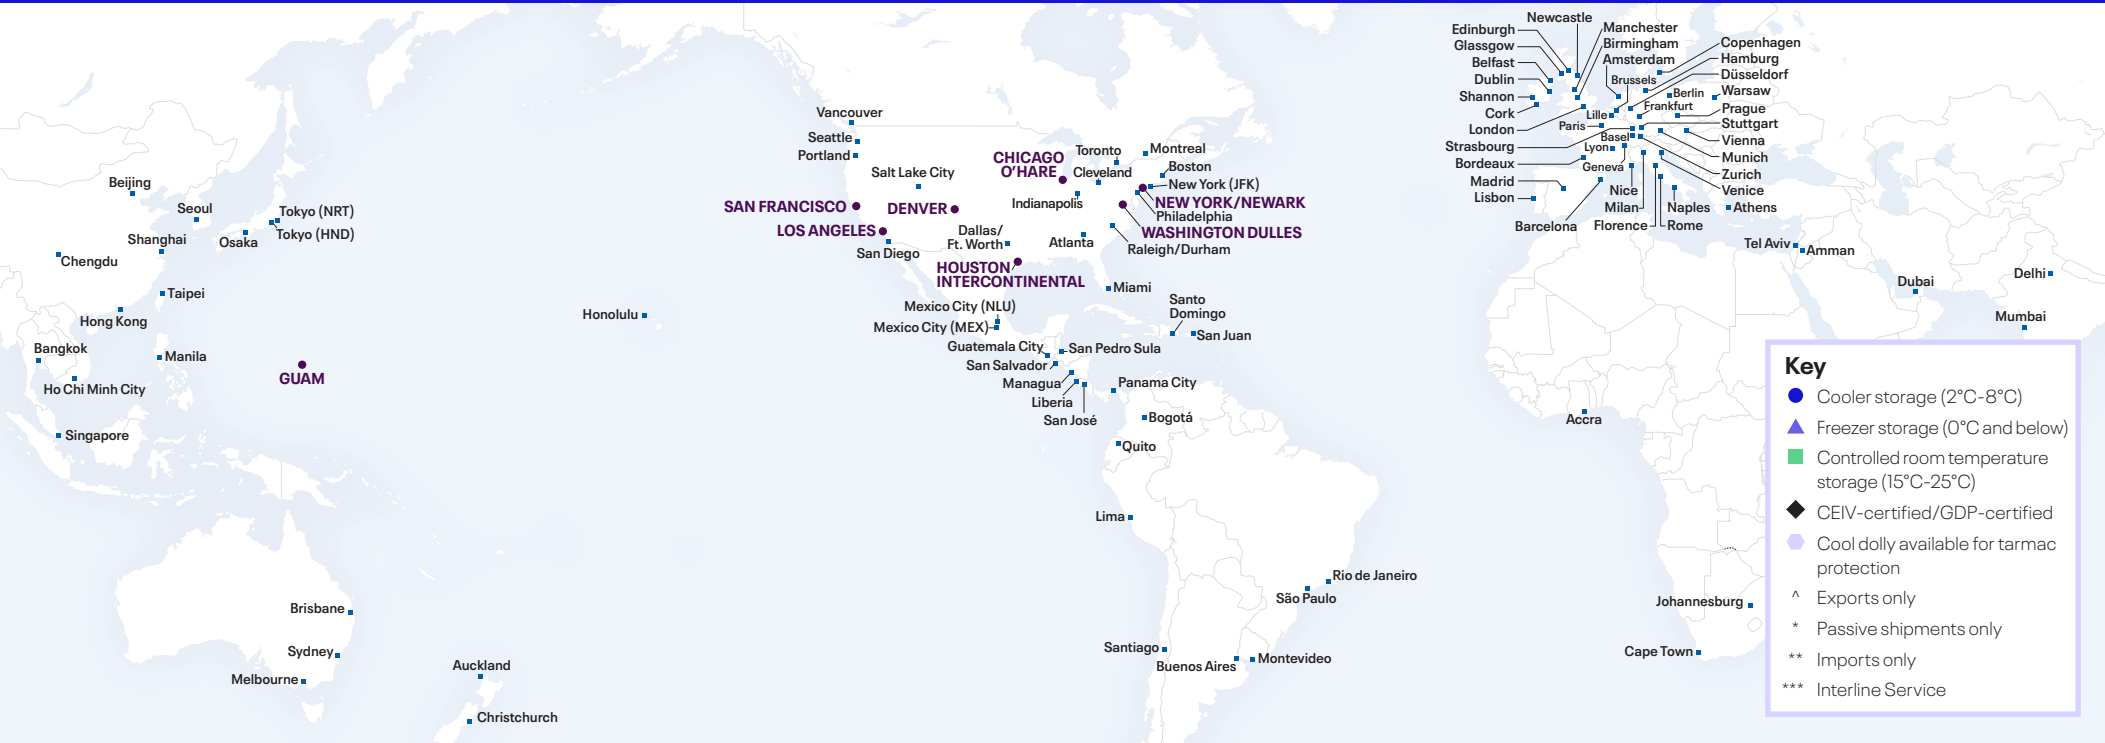 Beijing
Seoul
Tokyo (NRT)
Tokyo (HND)
Osaka
Shanghai
Chengdu
Taipei
Hong Kong
Bangkok
Manila
Ho Chi Minh City
Singapore
GUAM
Honolulu
Brisbane
Sydney
Melbourne
Auckland
Christchurch
Vancouver
Seattle
Portland
Salt Lake City
SAN FRANCISCO
DENVER
LOS ANGELES
San Diego
Dallas/
Ft. Worth
HOUSTON
INTERCONTINENTAL
CHICAGO
O'HARE
Toronto
Cleveland
Indianapolis
Montreal
Boston
New York (JFK)
NEW YORK/NEWARK
Philadelphia
WASHINGTON DULLES
Raleigh/Durham
Atlanta
Miami
Mexico City (NLU)
Mexico City (MEX)
Santo
Domingo
San Juan
Guatemala City
San Pedro Sula
San Salvador
Managua
Liberia
San José
Panama City
Bogotá
Quito
Lima
Rio de Janeiro
São Paulo
Santiago
Buenos Aires
Montevideo
Newcastle
Edinburgh
Glassgow
Belfast
Dublin
Shannon
Cork
London
Strasbourg
Bordeaux
Madrid
Lisbon
Barcelona
Manchester
Birmingham
Amsterdam
Brussels
Lille
Paris
Basel
Lyon
Geneva
Nice
Milan
Florence
Rome
Naples
Berlin
Frankfurt
Copenhagen
Hamburg
Düsseldorf
Warsaw
Prague
Stuttgart
Vienna
Munich
Zurich
Venice
Athens
Tel Aviv
Amman
Dubai
Delhi
Mumbai
Accra
Johannesburg
Cape Town
Key
Cooler storage (2°C-8°C)
Freezer storage (0°C and below)
Controlled room temperature
storage (15°C-25°C)
CEIV-certified/GDP-certified
Cool dolly available for tarmac
protection
^ Exports only
* Passive shipments only
** Imports only
*** Interline Service